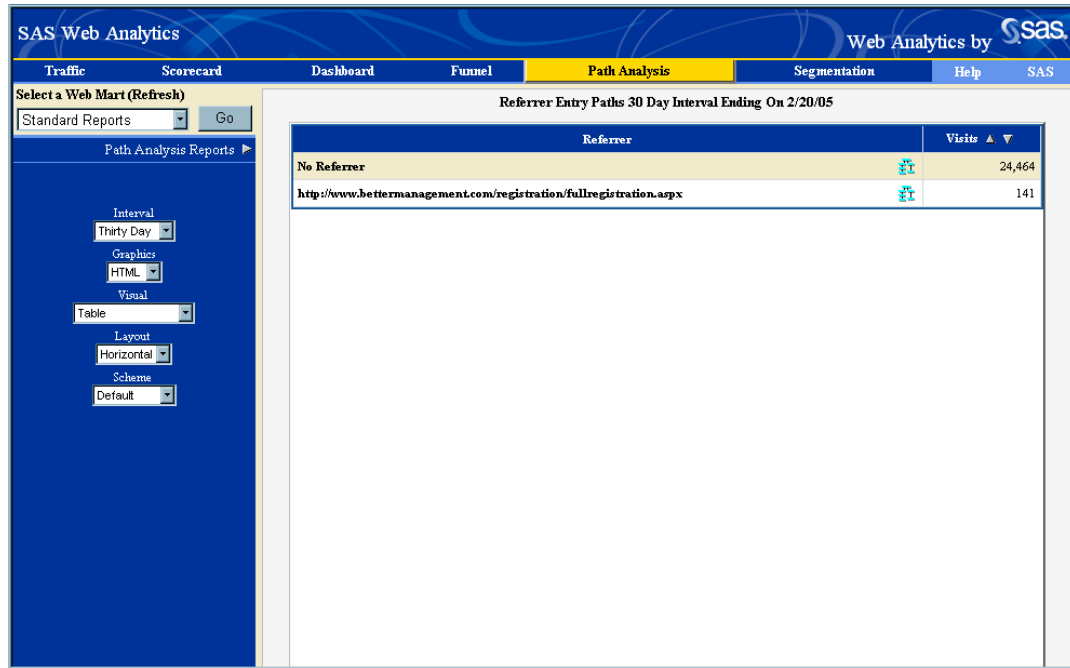 SAS Web Analytics
Web Analytics by sas.
Traffic Scorecard Dashboard Funnel Path Analysis Segmentation Help SAS
Select a Web Mart (Refresh)
Standard Reports Go
Path Analysis Reports
Interval
Thirty Day
Graphics
HTML
Visual
Table
Layout
Horizontal
Scheme
Default
Referrer Entry Paths 30 Day Interval Ending On 2/20/05
Referrer Visits
No Referrer 24,464
http://www.bettermanagement.com/registration/fullregistration.aspx 141